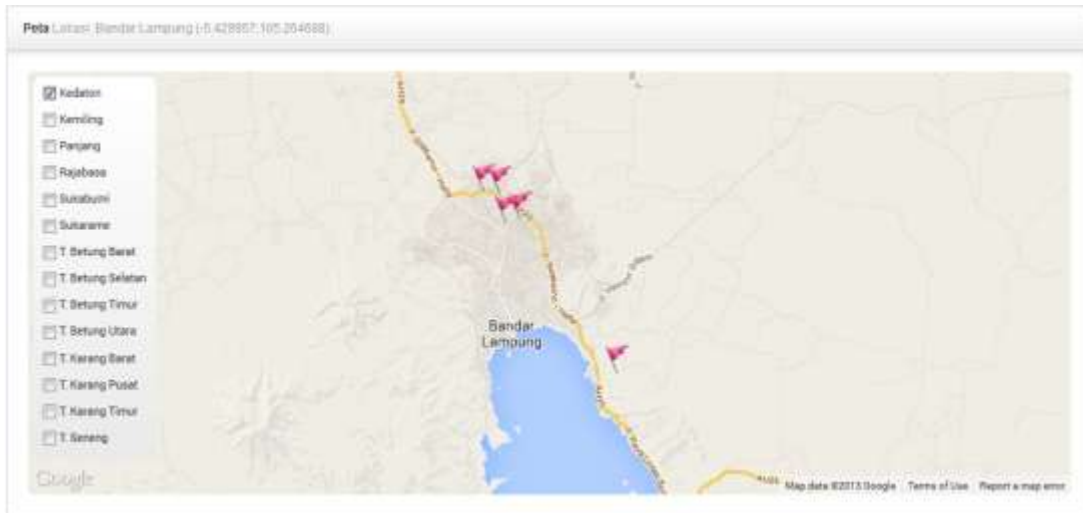 Peta Lokasi: Bandar Lampung (-5.429957,105.264688)
Kedaton
Kemiling
Panjang
Rajabasa
Sukabumi
Sukarame
T. Betung Barat
T. Betung Selatan
T. Betung Timur
T. Betung Utara
T. Karang Barat
T. Karang Pusat
T. Karang Timur
T. Seneng
Bandar
Lampung
Google
Map data ©2013 Google
Terms of Use
Report a map error